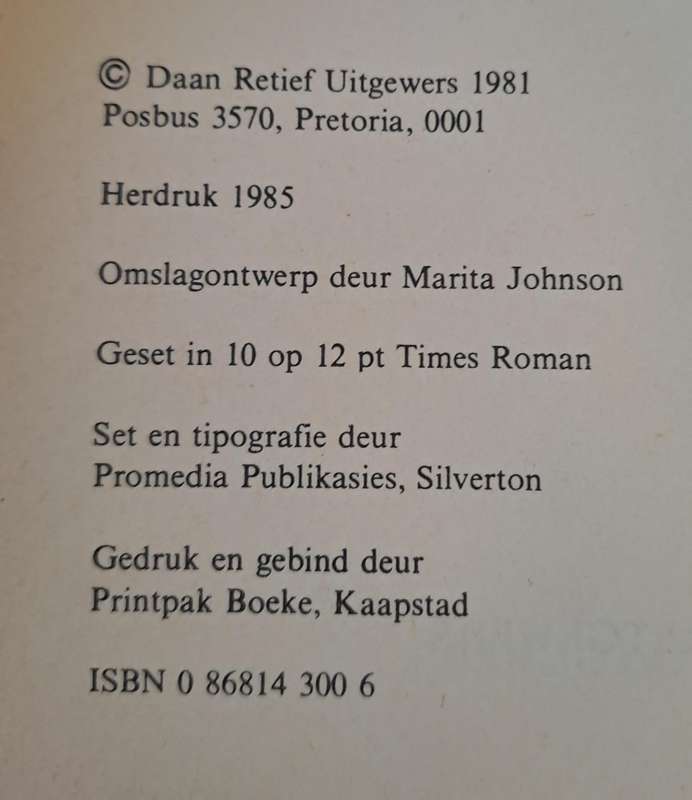 © Daan Retief Uitgewers 1981
Posbus 3570, Pretoria, 0001
Herdruk 1985
Omslagontwerp deur Marita Johnson
Geset in 10 op 12 pt Times Roman
Set en tipografie deur
Promedia Publikasies, Silverton
Gedruk en gebind deur
Printpak Boeke, Kaapstad
ISBN 0 86814 300 6